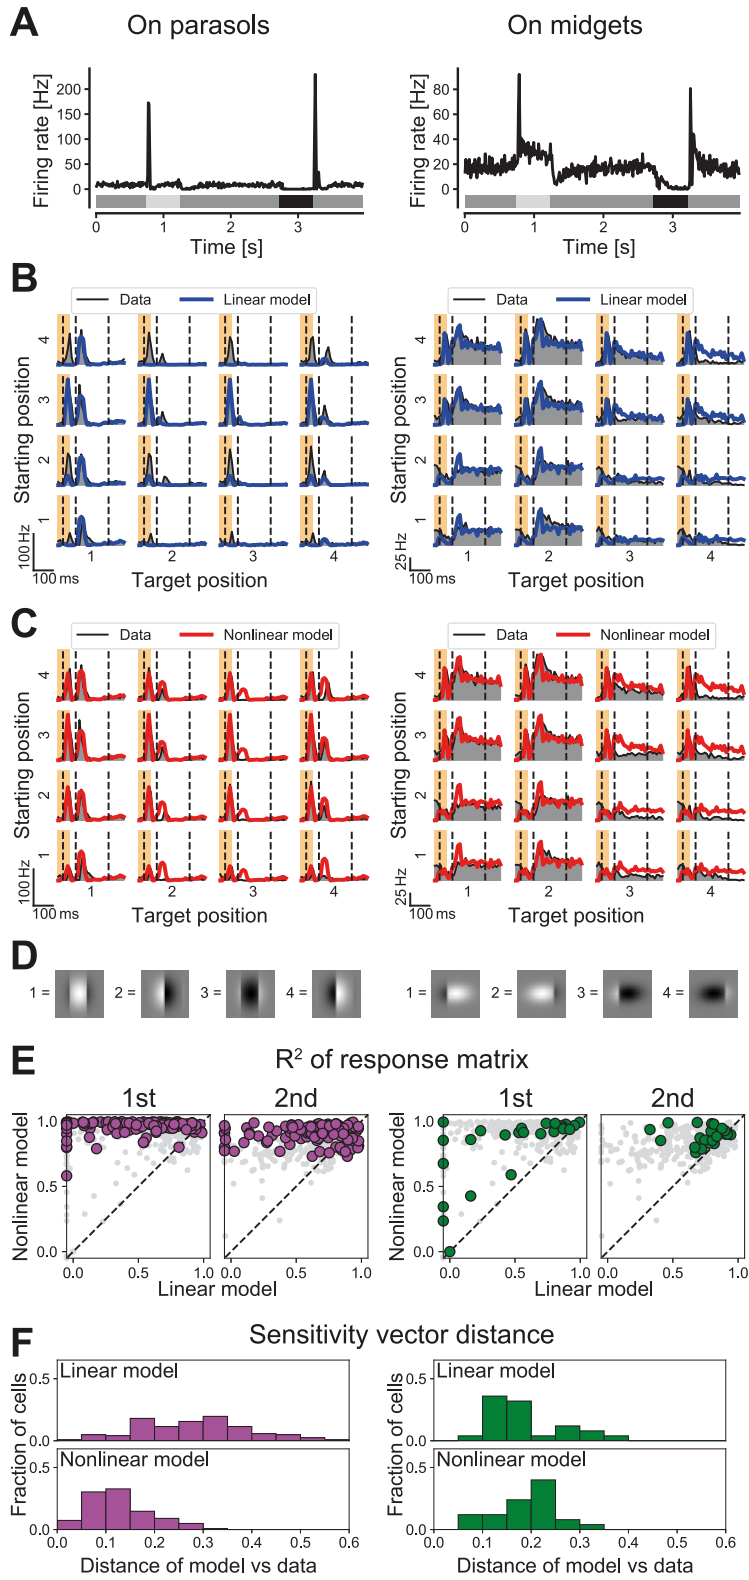 A
On parasols
On midgets
Firing rate [Hz]
200
150
100
50
0
0
1
2
3
Time [s]
Firing rate [Hz]
80
60
40
20
0
0
1
2
3
Time [s]
B
Data
Linear model
Data
Linear model
Starting position
4
3
2
1
100 Hz
100 ms
1
2
3
4
Target position
Starting position
4
3
2
1
25 Hz
100 ms
1
2
3
4
Target position
C
Data
Nonlinear model
Data
Nonlinear model
Starting position
4
3
2
1
100 Hz
100 ms
1
2
3
4
Target position
Starting position
4
3
2
1
25 Hz
100 ms
1
2
3
4
Target position
D
1 =
2 =
3 =
4 =
1 =
2 =
3 =
4 =
E
R² of response matrix
1st
2nd
1st
2nd
Nonlinear model
1.0
0.5
0.0
0.0
0.5
1.0
0.0
0.5
1.0
Linear model
Nonlinear model
1.0
0.5
0.0
0.0
0.5
1.0
0.0
0.5
1.0
Linear model
F
Sensitivity vector distance
Fraction of cells
Linear model
0.5
0.0
Nonlinear model
0.5
0.0
0.0
0.1
0.2
0.3
0.4
0.5
0.6
Distance of model vs data
Fraction of cells
Linear model
0.5
0.0
Nonlinear model
0.5
0.0
0.0
0.1
0.2
0.3
0.4
0.5
0.6
Distance of model vs data